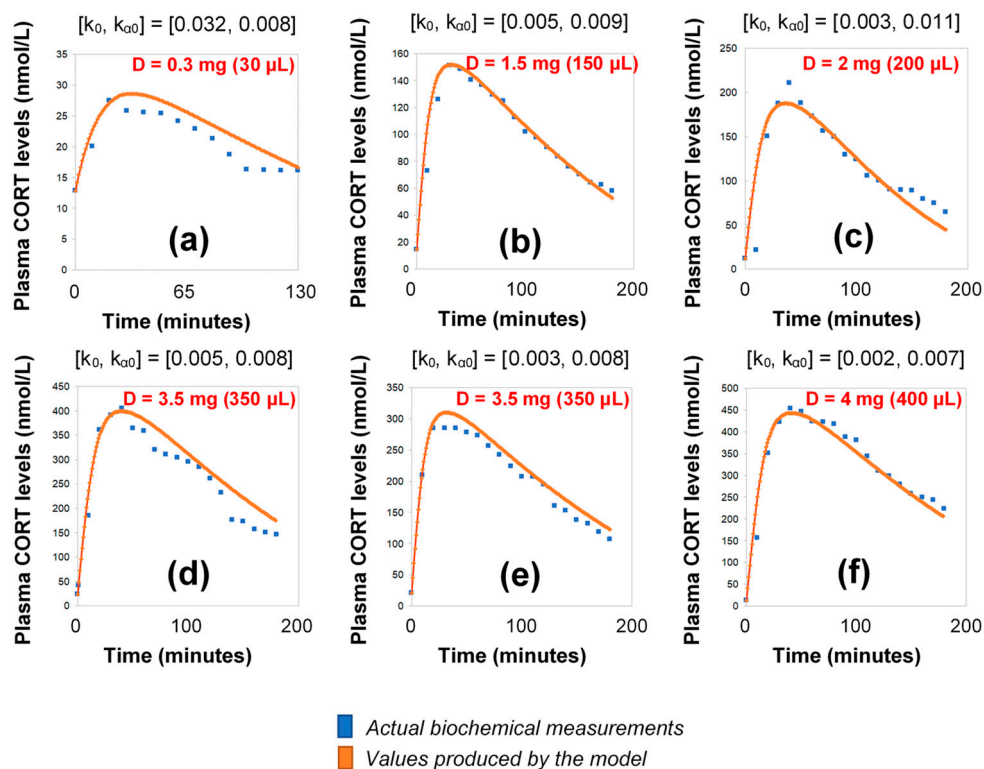 [k₀, kα₀] = [0.032, 0.008]
[k₀, kα₀] = [0.005, 0.009]
[k₀, kα₀] = [0.003, 0.011]
Plasma CORT levels (nmol/L)
35
30
25
20
15
10
5
0
D = 0.3 mg (30 µL)
(a)
0
65
130
Time (minutes)
Plasma CORT levels (nmol/L)
160
140
120
100
80
60
40
20
0
D = 1.5 mg (150 µL)
(b)
0
100
200
Time (minutes)
Plasma CORT levels (nmol/L)
250
200
150
100
50
0
D = 2 mg (200 µL)
(c)
0
100
200
Time (minutes)
[k₀, kα₀] = [0.005, 0.008]
[k₀, kα₀] = [0.003, 0.008]
[k₀, kα₀] = [0.002, 0.007]
Plasma CORT levels (nmol/L)
450
400
350
300
250
200
150
100
50
0
D = 3.5 mg (350 µL)
(d)
0
100
200
Time (minutes)
Plasma CORT levels (nmol/L)
350
300
250
200
150
100
50
0
D = 3.5 mg (350 µL)
(e)
0
100
200
Time (minutes)
Plasma CORT levels (nmol/L)
500
450
400
350
300
250
200
150
100
50
0
D = 4 mg (400 µL)
(f)
0
100
200
Time (minutes)
Actual biochemical measurements
Values produced by the model